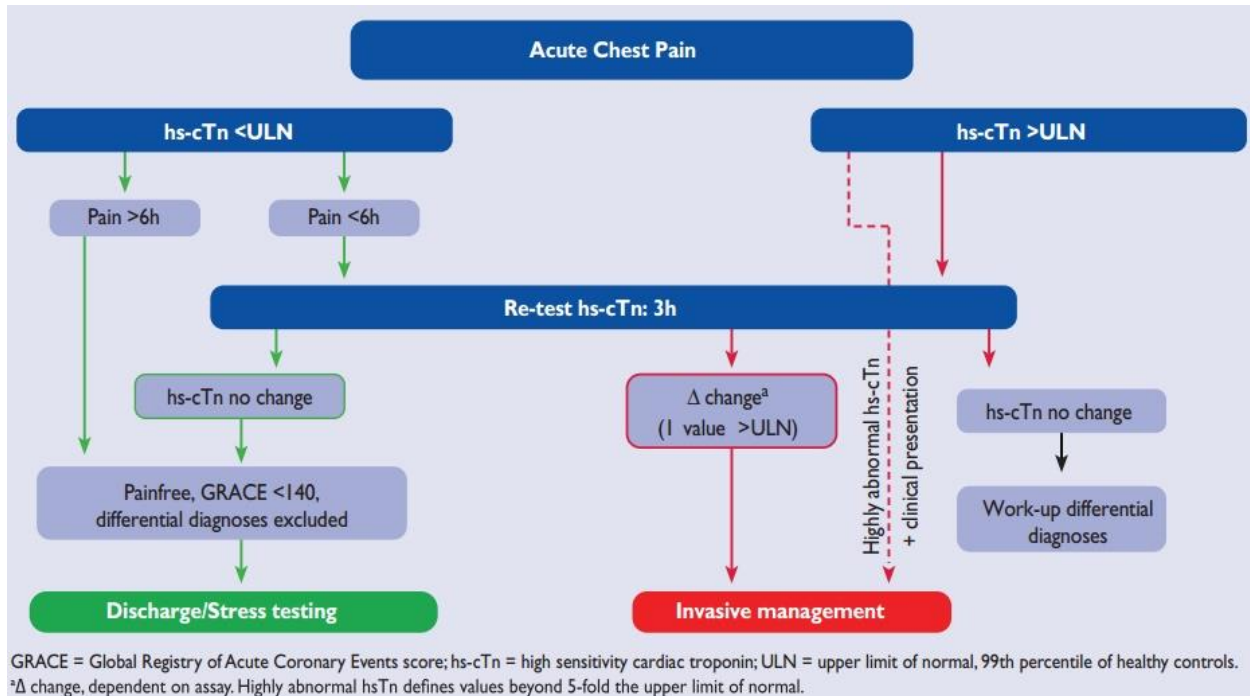 Acute Chest Pain
hs-cTn <ULN
hs-cTn >ULN
Pain >6h
Pain <6h
Re-test hs-cTn: 3h
hs-cTn no change
Δ change^a
(1 value >ULN)
Highly abnormal hs-cTn
+ clinical presentation
hs-cTn no change
Painfree, GRACE <140,
differential diagnoses excluded
Work-up differential
diagnoses
Discharge/Stress testing
Invasive management
GRACE = Global Registry of Acute Coronary Events score; hs-cTn = high sensitivity cardiac troponin; ULN = upper limit of normal, 99th percentile of healthy controls.
^aΔ change, dependent on assay. Highly abnormal hsTn defines values beyond 5-fold the upper limit of normal.